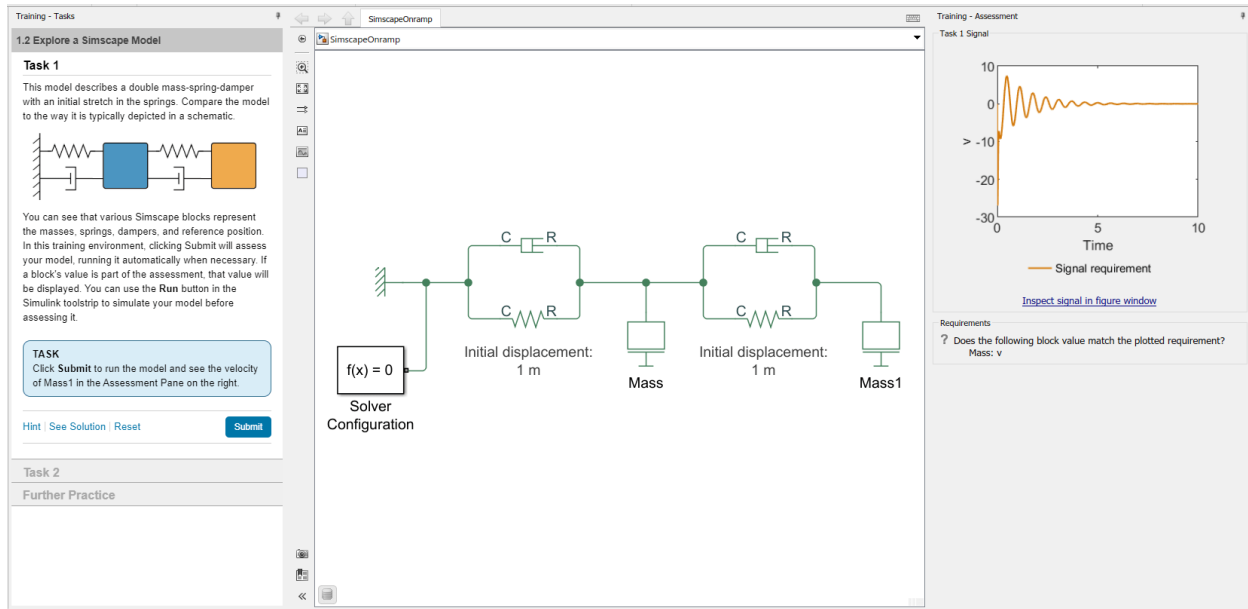 Training - Tasks
1.2 Explore a Simscape Model
Task 1
This model describes a double mass-spring-damper
with an initial stretch in the springs. Compare the model
to the way it is typically depicted in a schematic.
You can see that various Simscape blocks represent
the masses, springs, dampers, and reference position.
In this training environment, clicking Submit will assess
your model, running it automatically when necessary. If
a block's value is part of the assessment, that value will
be displayed. You can use the Run button in the
Simulink toolstrip to simulate your model before
assessing it.
TASK
Click Submit to run the model and see the velocity
of Mass1 in the Assessment Pane on the right.
Hint | See Solution | Reset
Submit
Task 2
Further Practice
SimscapeOnramp
SimscapeOnramp
C R
C R
Initial displacement:
1 m
C R
C R
Initial displacement:
1 m
Mass
Mass1
f(x) = 0
Solver
Configuration
Training - Assessment
Task 1 Signal
10
0
-10
-20
-30
v
0 5 10
Time
Signal requirement
Inspect signal in figure window
Requirements
? Does the following block value match the plotted requirement?
Mass: v